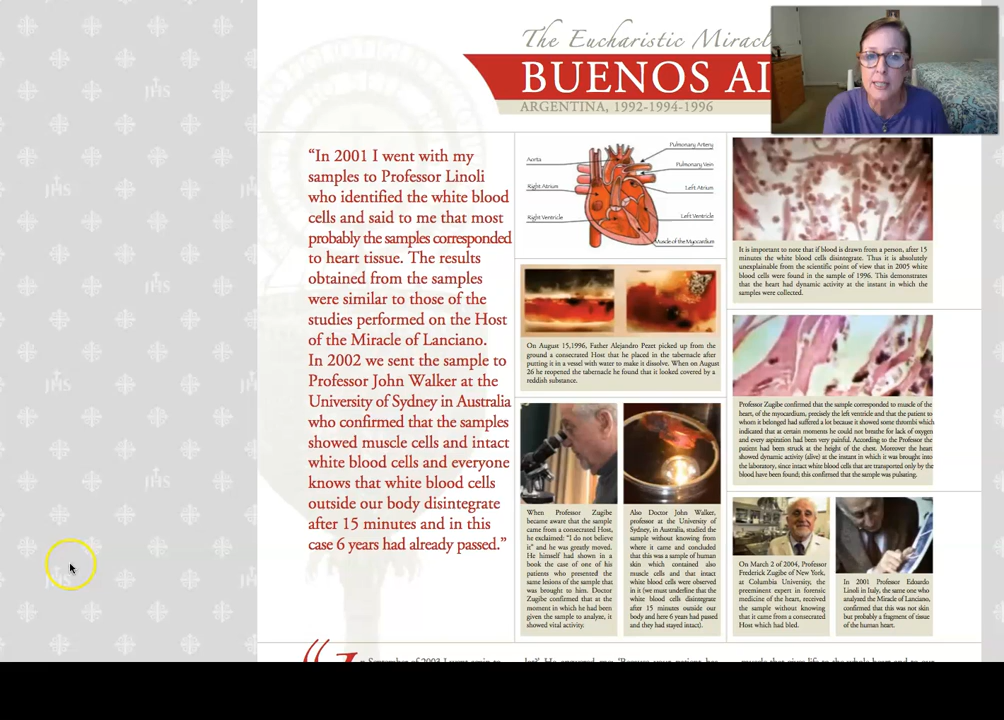 The Eucharistic Miracl
BUENOS AI
ARGENTINA, 1992-1994-1996
“In 2001 I went with my
samples to Professor Linoli
who identified the white blood
cells and said to me that most
probably the samples corresponded
to heart tissue. The results
obtained from the samples
were similar to those of the
studies performed on the Host
of the Miracle of Lanciano.
In 2002 we sent the sample to
Professor John Walker at the
University of Sydney in Australia
who confirmed that the samples
showed muscle cells and intact
white blood cells and everyone
knows that white blood cells
outside our body disintegrate
after 15 minutes and in this
case 6 years had already passed.”
Aorta
Right Atrium
Right Ventricle
Pulmonary Artery
Pulmonary Vein
Left Atrium
Left Ventricle
Muscle of the Myocardium
On August 15,1996, Father Alejandro Pezet picked up from the
ground a consecrated Host that he placed in the tabernacle after
putting it in a vessel with water to make it dissolve. When on August
26 he reopened the tabernacle he found that it looked covered by a
reddish substance.
When Professor Zugibe
became aware that the sample
came from a consecrated Host,
he exclaimed: “I do not believe
it” and he was greatly moved.
He himself had shown in a
book the case of one of his
patients who presented the
same lesions of the sample that
was brought to him. Doctor
Zugibe confirmed that at the
moment in which he had been
given the sample to analyze, it
showed vital activity.
Also Doctor John Walker,
professor at the University of
Sydney, in Australia, studied the
sample without knowing from
where it came and concluded
that this was a sample of human
skin which contained also
muscle cells and that intact
white blood cells were observed
in it (we must underline that the
white blood cells disintegrate
after 15 minutes outside our
body and here 6 years had passed
and they had stayed intact).
It is important to note that if blood is drawn from a person, after 15
minutes the white blood cells disintegrate. Thus it is absolutely
unexplainable from the scientific point of view that in 2005 white
blood cells were found in the sample of 1996. This demonstrates
that the heart had dynamic activity at the instant in which the
samples were collected.
Professor Zugibe confirmed that the sample corresponded to muscle of the
heart, of the myocardium, precisely the left ventricle and that the patient to
whom it belonged had suffered a lot because it showed some thrombi which
indicated that at certain moments he could not breathe for lack of oxygen
and every aspiration had been very painful. According to the Professor the
patient had been struck at the height of the chest. Moreover the heart
showed dynamic activity (alive) at the instant in which it was brought into
the laboratory, since intact white blood cells that are transported only by the
blood have been found; this confirmed that the sample was pulsating.
On March 2 of 2004, Professor
Frederick Zugibe of New York,
at Columbia University, the
preeminent expert in forensic
medicine of the heart, received
the sample without knowing
that it came from a consecrated
Host which had bled.
In 2001 Professor Edoardo
Linoli in Italy, the same one who
analyzed the Miracle of Lanciano,
confirmed that this was not skin
but probably a fragment of tissue
of the human heart.